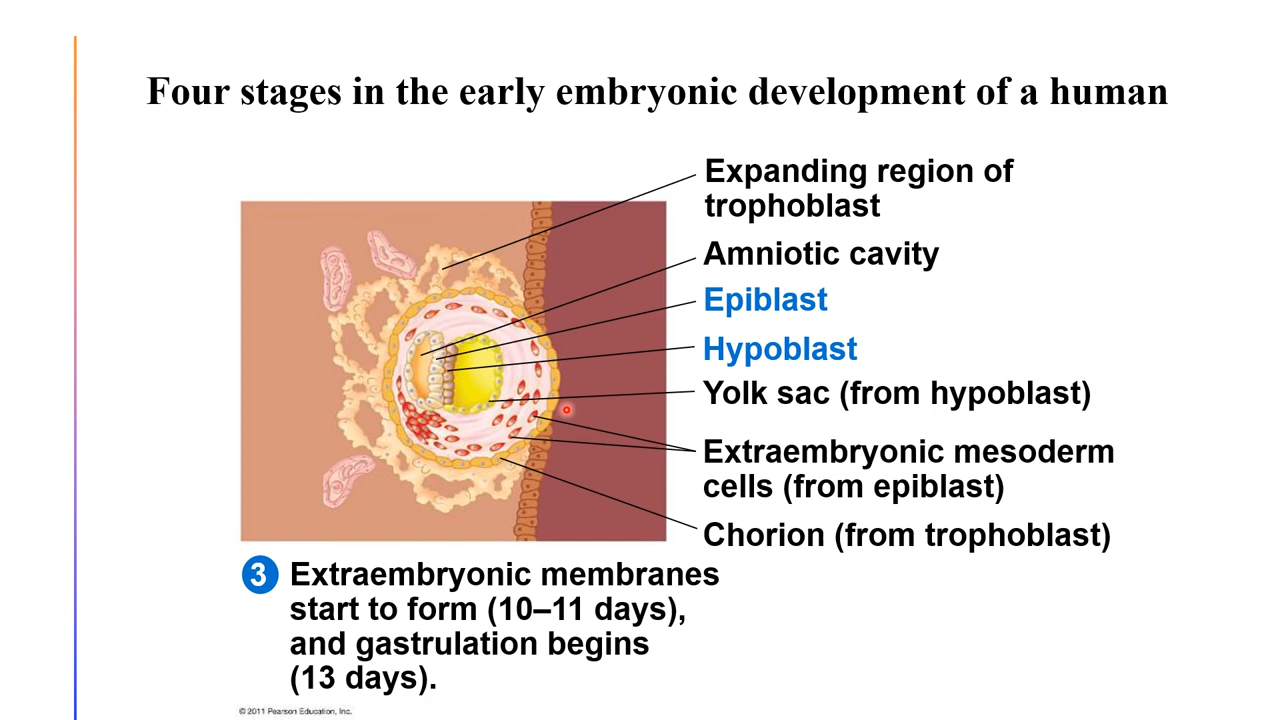 Four stages in the early embryonic development of a human
Expanding region of
trophoblast
Amniotic cavity
Epiblast
Hypoblast
Yolk sac (from hypoblast)
Extraembryonic mesoderm
cells (from epiblast)
Chorion (from trophoblast)
3 Extraembryonic membranes
start to form (10–11 days),
and gastrulation begins
(13 days).
© 2011 Pearson Education, Inc.